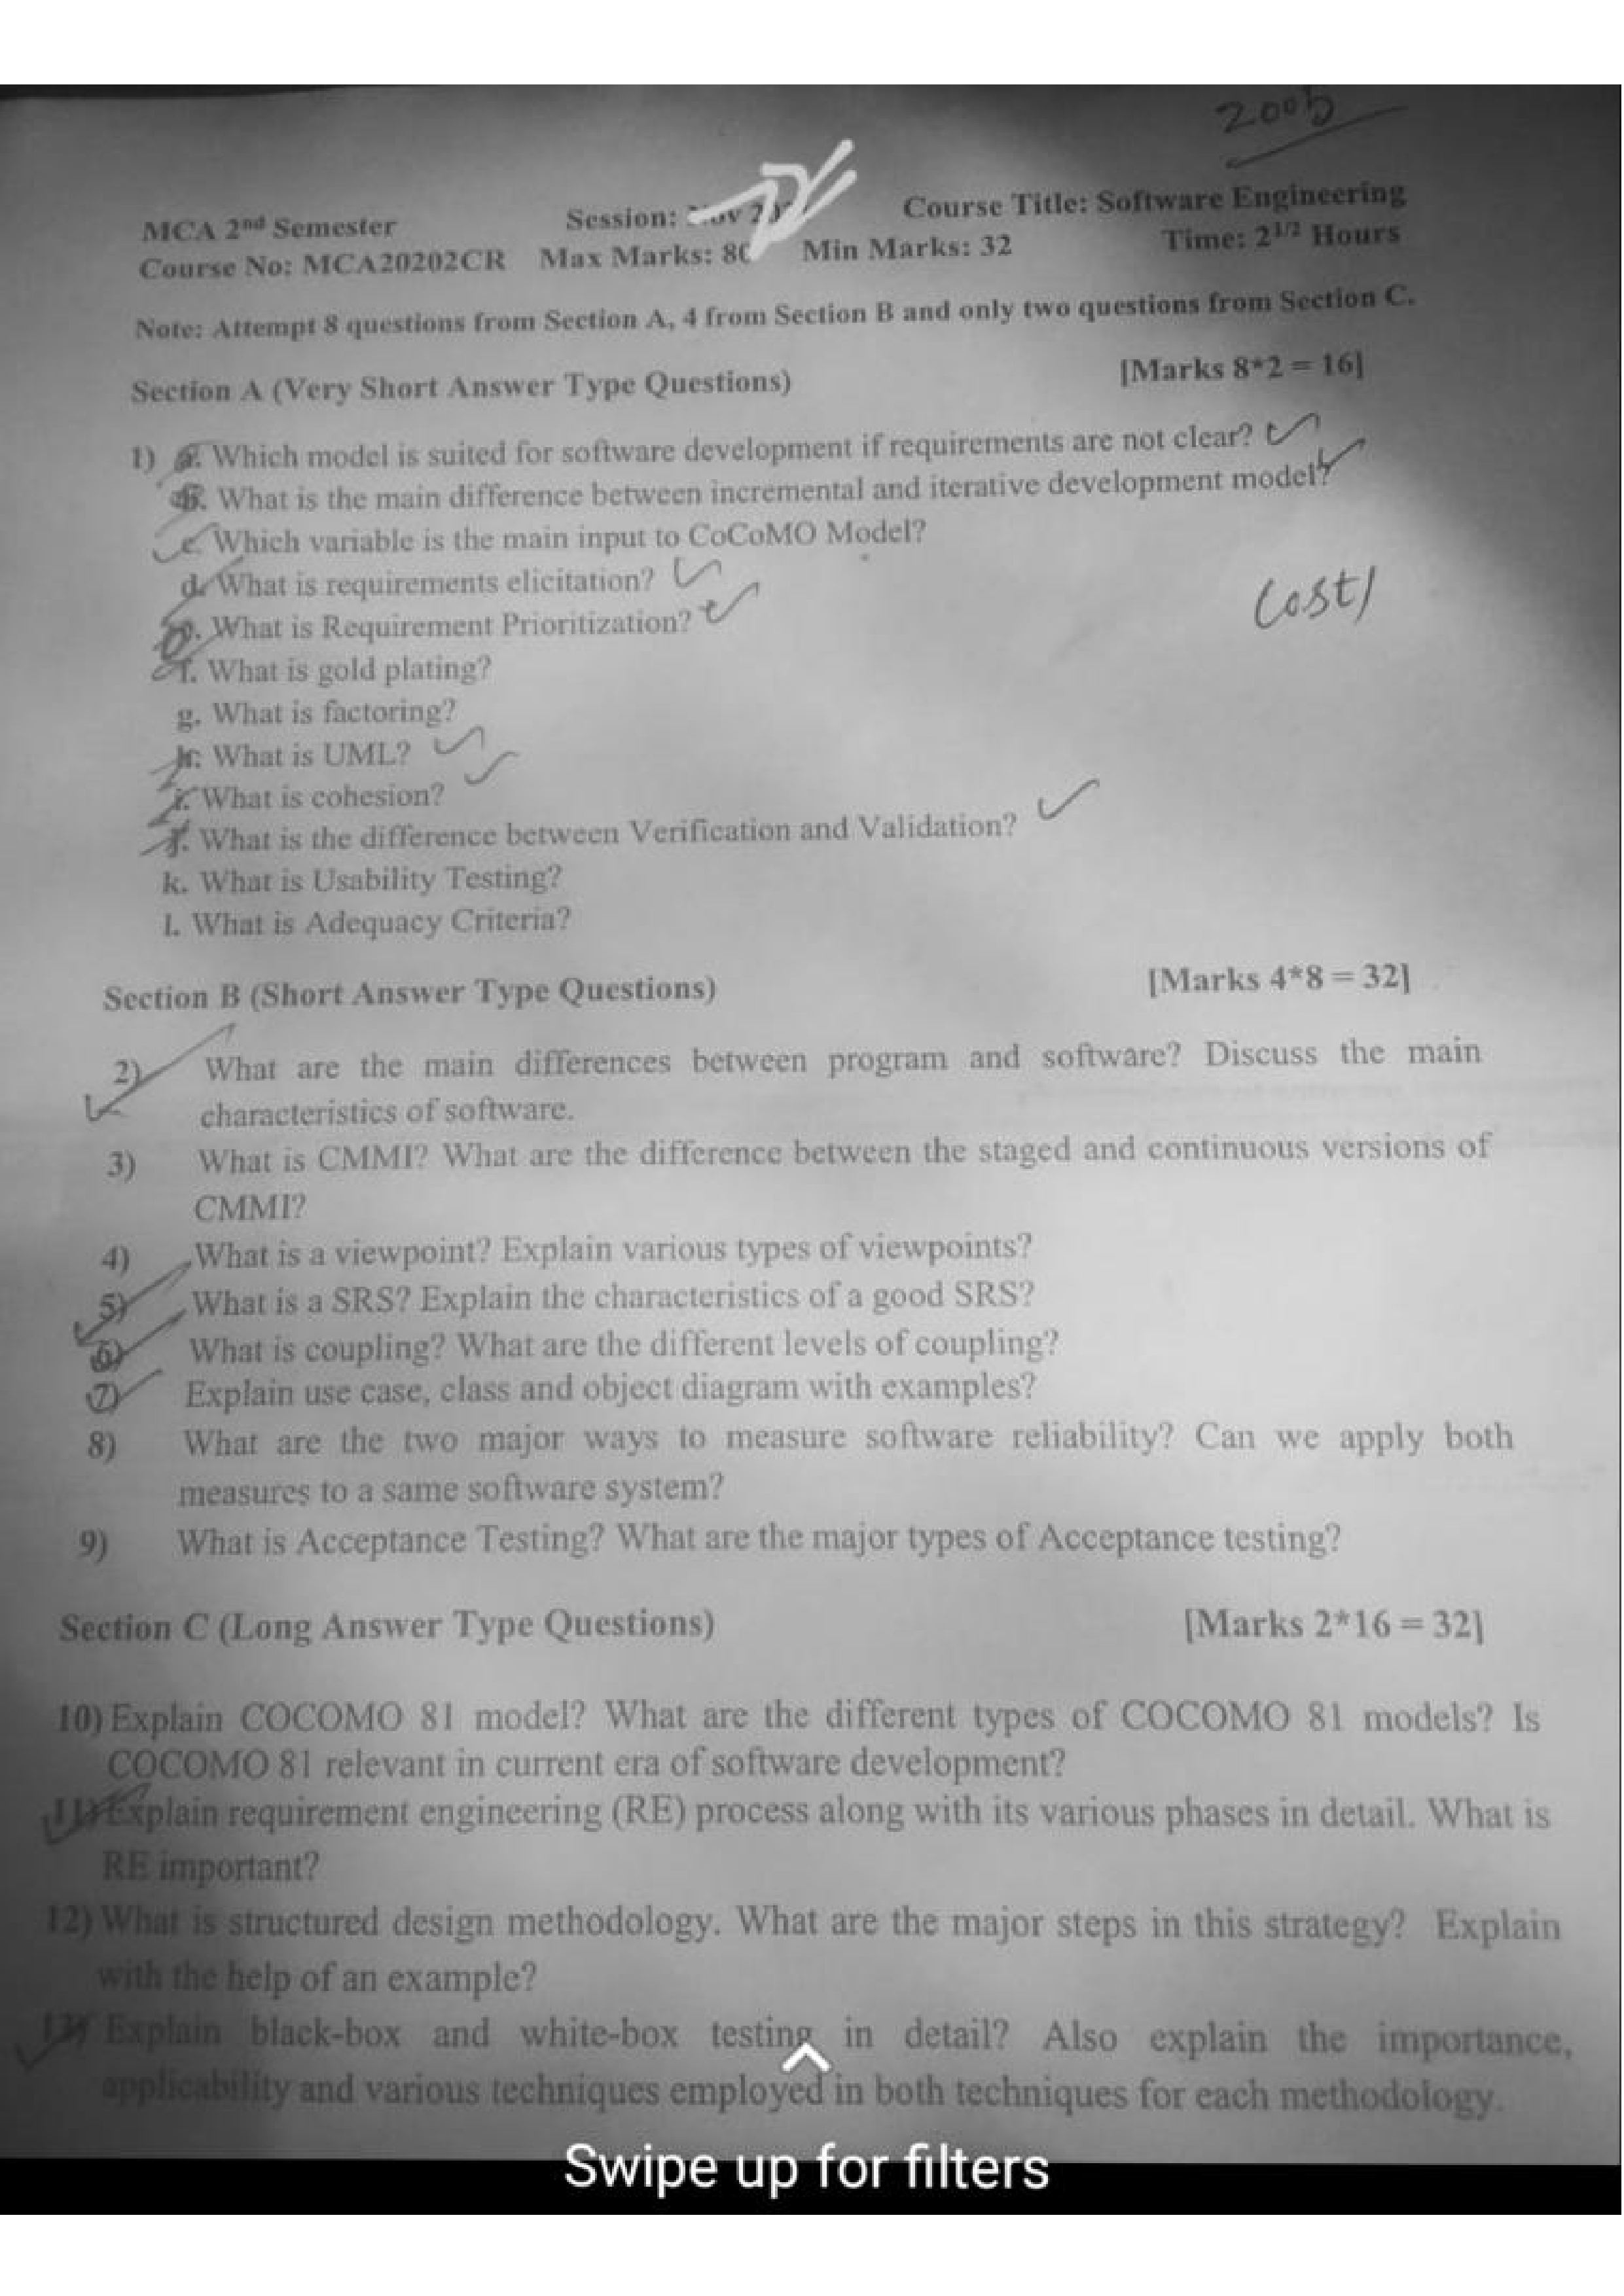 2005
MCA 2nd Semester Session: Nov Course Title: Software Engineering
Course No: MCA20202CR Max Marks: 80 Min Marks: 32 Time: 2 1/2 Hours
Note: Attempt 8 questions from Section A, 4 from Section B and only two questions from Section C.
Section A (Very Short Answer Type Questions) [Marks 8*2 = 16]
1) a. Which model is suited for software development if requirements are not clear?
b. What is the main difference between incremental and iterative development model?
c. Which variable is the main input to CoCoMO Model?
d. What is requirements elicitation?
Cost
e. What is Requirement Prioritization?
f. What is gold plating?
g. What is factoring?
h. What is UML?
i. What is cohesion?
j. What is the difference between Verification and Validation?
k. What is Usability Testing?
l. What is Adequacy Criteria?
Section B (Short Answer Type Questions) [Marks 4*8 = 32]
2) What are the main differences between program and software? Discuss the main
characteristics of software.
3) What is CMMI? What are the difference between the staged and continuous versions of
CMMI?
4) What is a viewpoint? Explain various types of viewpoints?
5) What is a SRS? Explain the characteristics of a good SRS?
6) What is coupling? What are the different levels of coupling?
7) Explain use case, class and object diagram with examples?
8) What are the two major ways to measure software reliability? Can we apply both
measures to a same software system?
9) What is Acceptance Testing? What are the major types of Acceptance testing?
Section C (Long Answer Type Questions) [Marks 2*16 = 32]
10) Explain COCOMO 81 model? What are the different types of COCOMO 81 models? Is
COCOMO 81 relevant in current era of software development?
11) Explain requirement engineering (RE) process along with its various phases in detail. What is
RE important?
12) What is structured design methodology. What are the major steps in this strategy? Explain
with the help of an example?
13) Explain black-box and white-box testing in detail? Also explain the importance,
applicability and various techniques employed in both techniques for each methodology.
Swipe up for filters